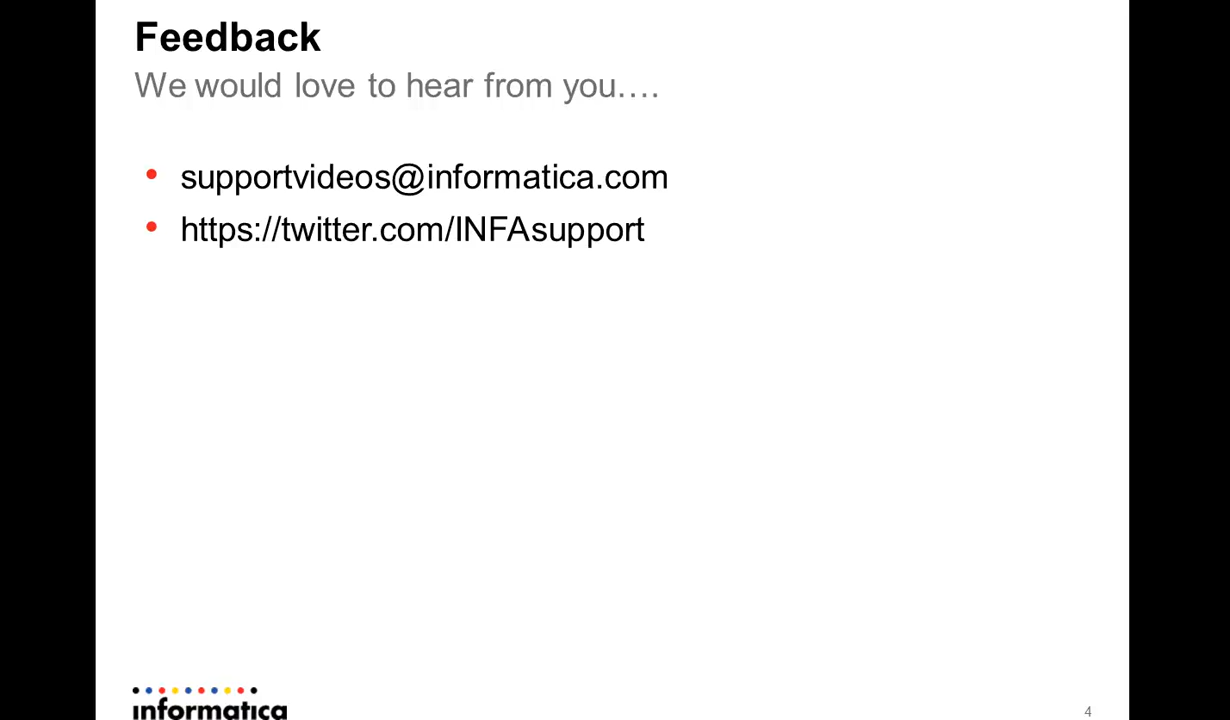 Feedback
We would love to hear from you….
• supportvideos@informatica.com
• https://twitter.com/INFAsupport
informatica
4